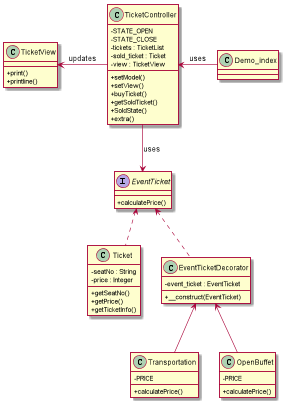 C TicketController
-STATE_OPEN
-STATE_CLOSE
-tickets : TicketList
-sold_ticket : Ticket
-view : TicketView
+setModel()
+setView()
+buyTicket()
+getSoldTicket()
+SoldState()
+extra()
C TicketView
+print()
+printline()
updates
uses
C Demo_index
uses
I EventTicket
+calculatePrice()
C Ticket
-seatNo : String
-price : Integer
+getSeatNo()
+getPrice()
+getTicketInfo()
C EventTicketDecorator
-event_ticket : EventTicket
+__construct(EventTicket)
C Transportation
-PRICE
+calculatePrice()
C OpenBuffet
-PRICE
+calculatePrice()